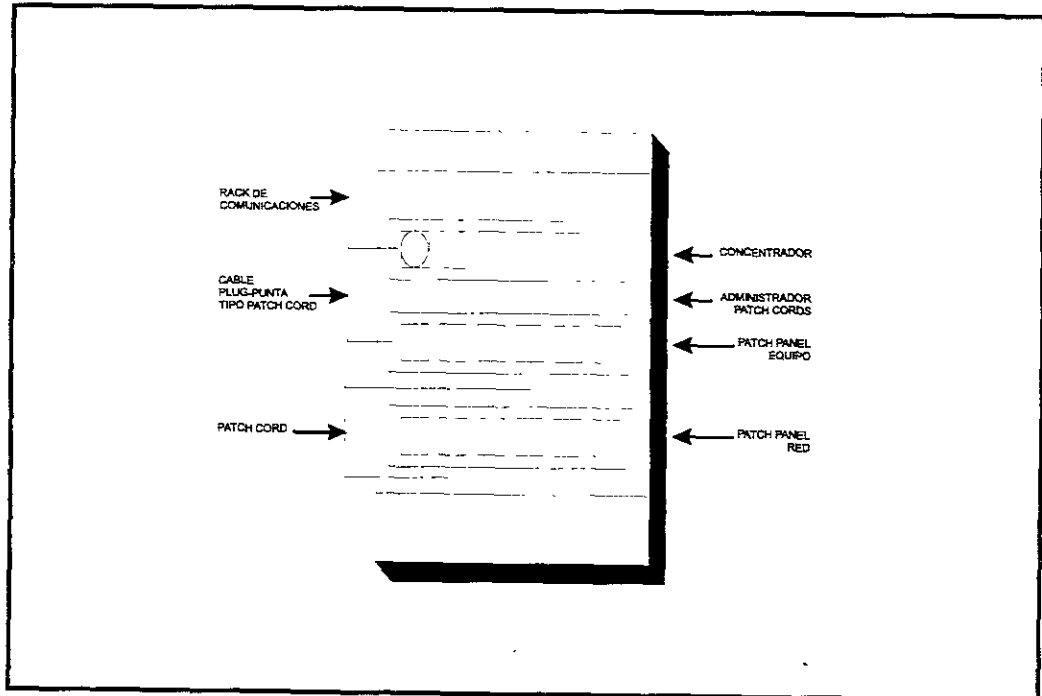 RACK DE
COMUNICACIONES
CABLE
PLUG-PUNTA
TIPO PATCH CORD
PATCH CORD
CONCENTRADOR
ADMINISTRADOR
PATCH CORDS
PATCH PANEL
EQUIPO
PATCH PANEL
RED